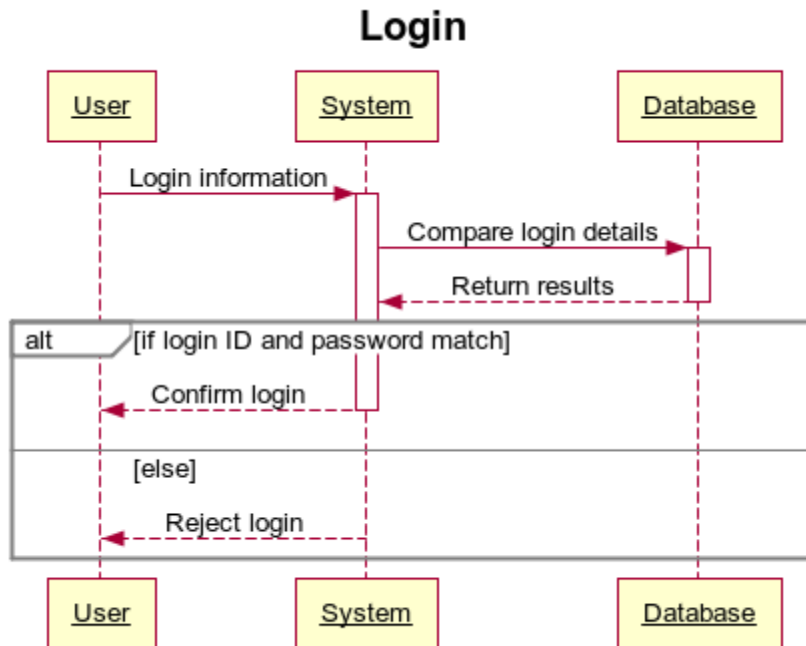 Login
User
System
Database
Login information
Compare login details
Return results
alt
[if login ID and password match]
Confirm login
[else]
Reject login
User
System
Database